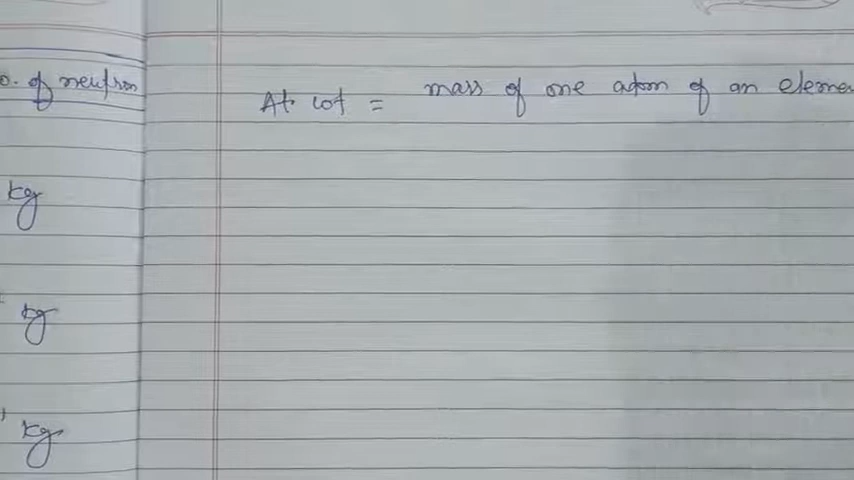 of neutron
At wt = mass of one atom of an eleme
kg
kg
kg